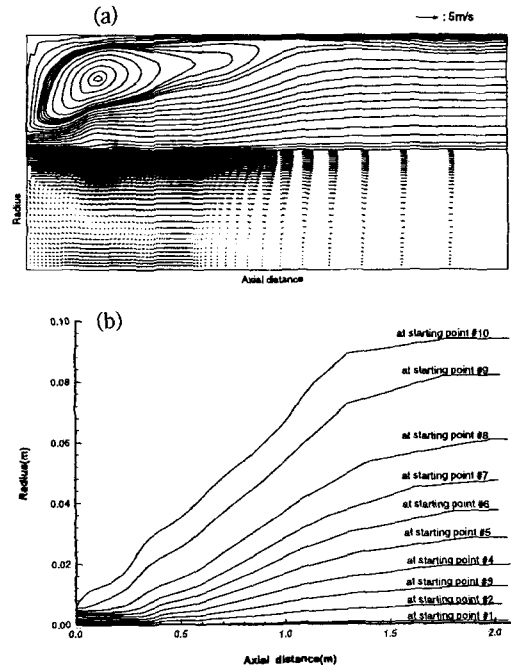 (a)
: 5m/s
Radius
Axial distance
(b)
0.10
0.08
0.06
0.04
0.02
0.00
Radius(m)
at starting point #10
at starting point #9
at starting point #8
at starting point #7
at starting point #6
at starting point #5
at starting point #4
at starting point #3
at starting point #2
at starting point #1
0.0
0.5
1.0
1.5
2.0
Axial distance(m)